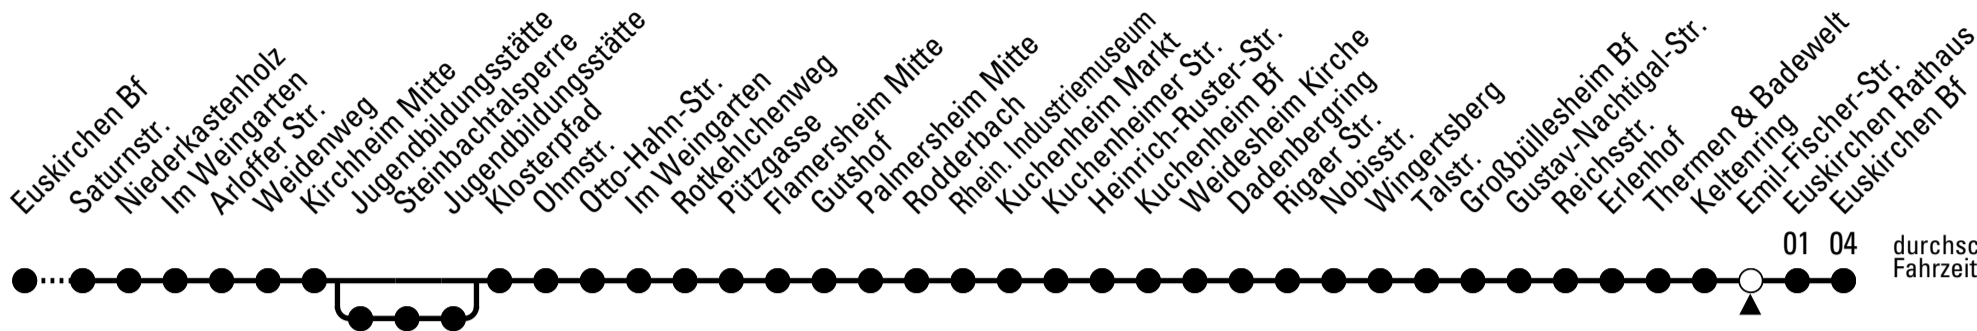 Euskirchen Bf
Saturnstr.
Niederkastenholz
Im Weingarten
Arloffer Str.
Weidenweg
Kirchheim Mitte
Jugendbildungsstätte
Steinbachtalsperre
Jugendbildungsstätte
Klosterpfad
Ohmstr.
Otto-Hahn-Str.
Im Weingarten
Rotkehlchenweg
Pützgasse
Flamersheim Mitte
Gutshof
Palmersheim Mitte
Rodderbach
Rhein. Industriemuseum
Kuchenheim Markt
Kuchenheimer Str.
Heinrich-Ruster-Str.
Kuchenheim Bf
Weidesheim Kirche
Dadenbergring
Rigaer Str.
Nobisstr.
Wingertsberg
Talstr.
Großbüllesheim Bf
Gustav-Nachtigal-Str.
Reichsstr.
Erlenhof
Thermen & Badewelt
Keltenring
Emil-Fischer-Str.
Euskirchen Rathaus
Euskirchen Bf
01 04
durchsc
Fahrzeit